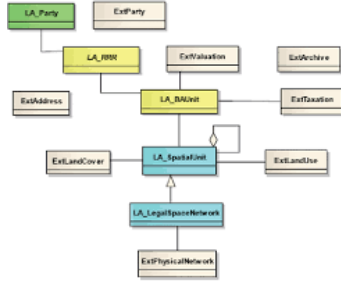 LA_Party
ExtParty
LA_RRR
ExtValuation
ExtArchive
ExtAddress
LA_BAUnit
ExtTaxation
ExtLandCover
LA_SpatialUnit
ExtLandUse
LA_LegalSpaceNetwork
ExtPhysicalNetwork